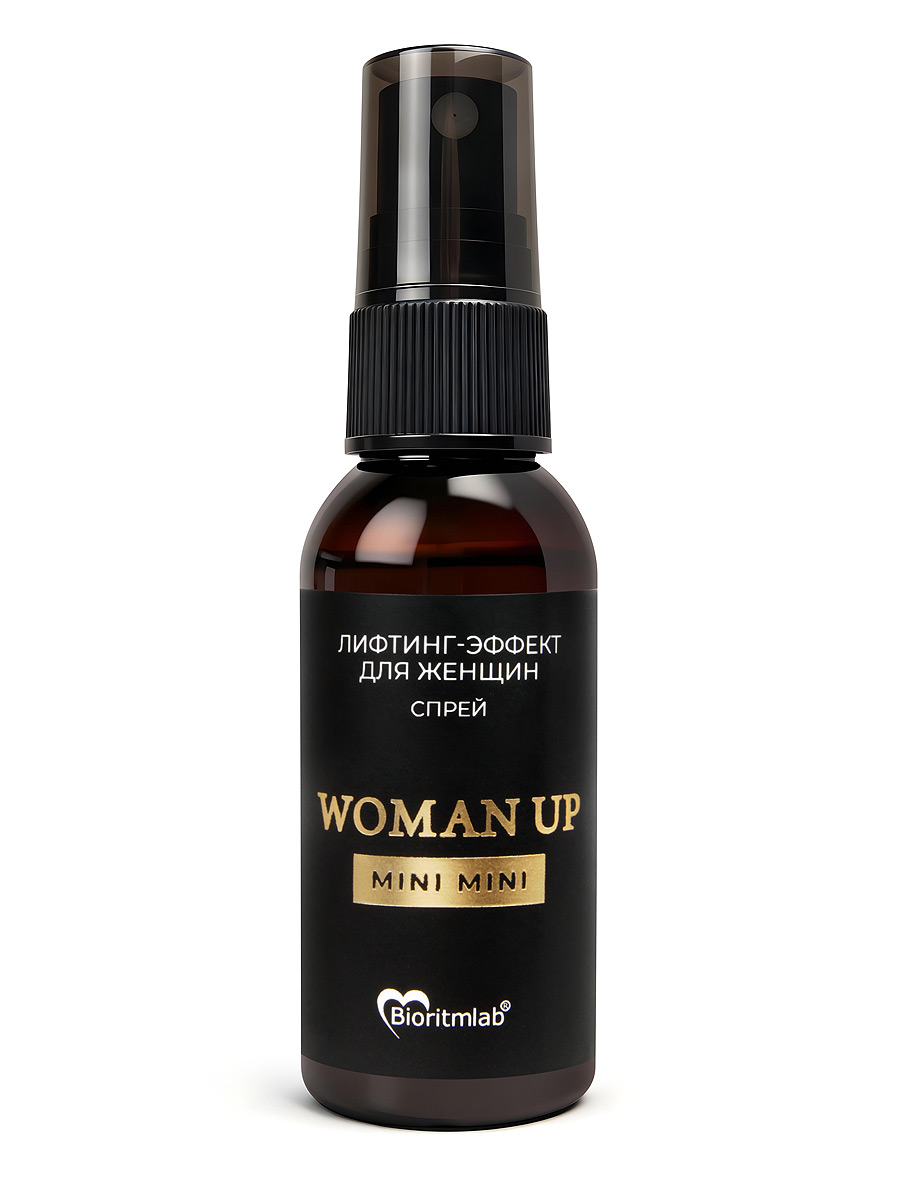 ЛИФТИНГ-ЭФФЕКТ
ДЛЯ ЖЕНЩИН
СПРЕЙ
WOMAN UP
MINI MINI
Bioritmlab®